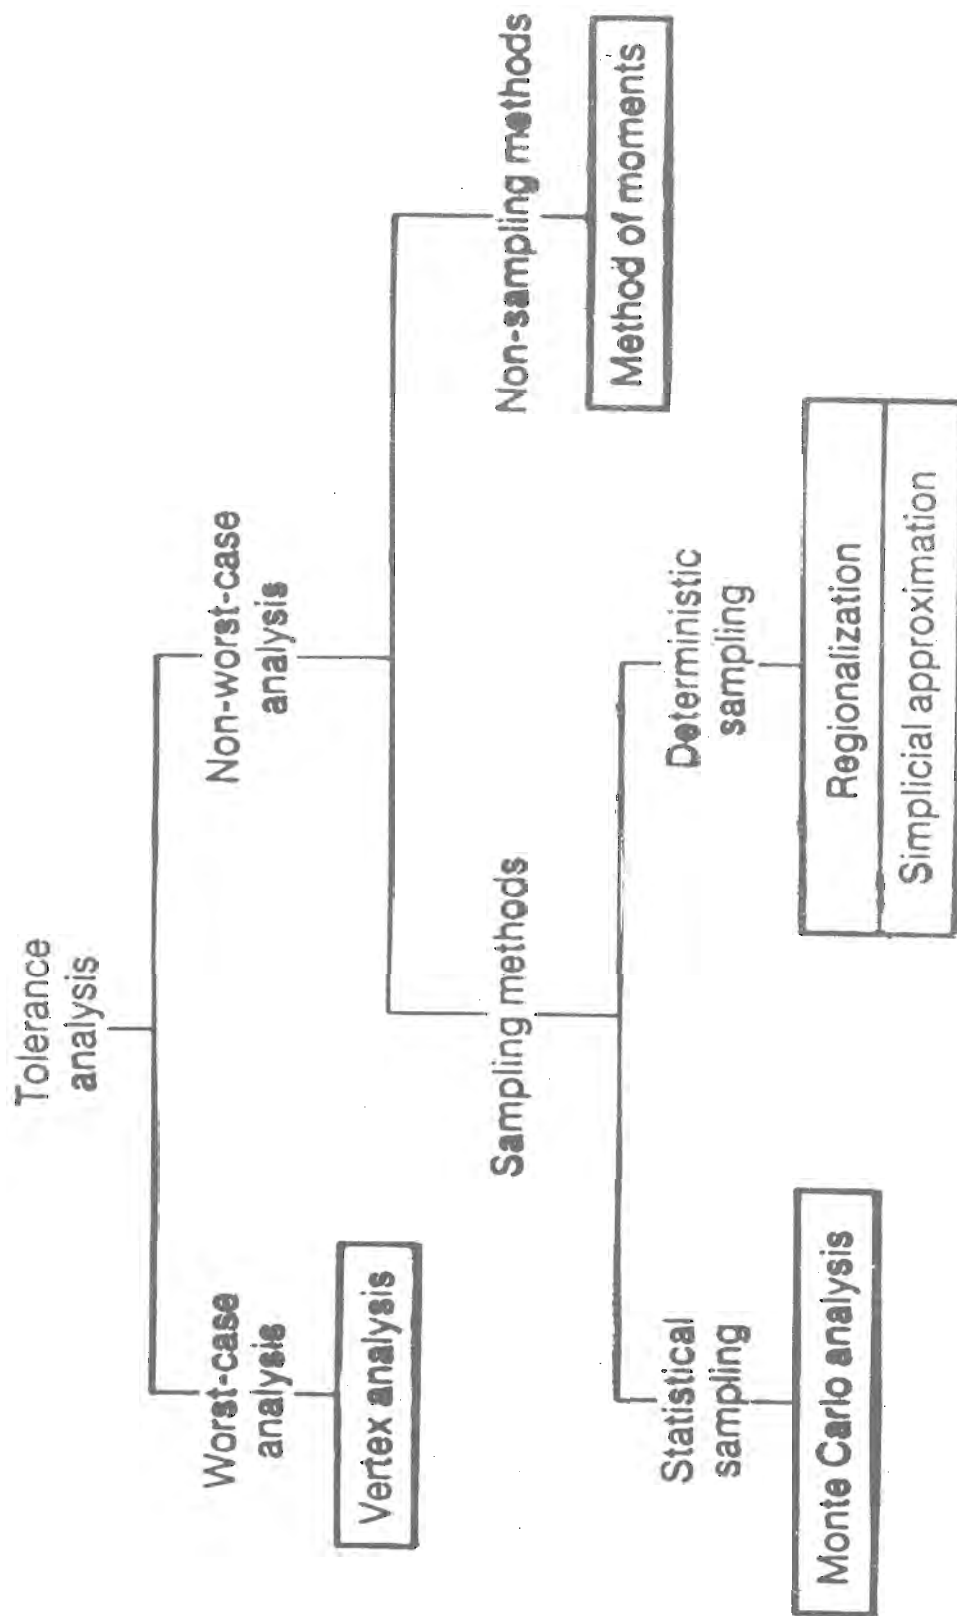 Tolerance
analysis
Worst-case
analysis
Vertex analysis
Non-worst-case
analysis
Sampling methods
Statistical
sampling
Monte Carlo analysis
Deterministic
sampling
Regionalization
Simplicial approximation
Non-sampling methods
Method of moments